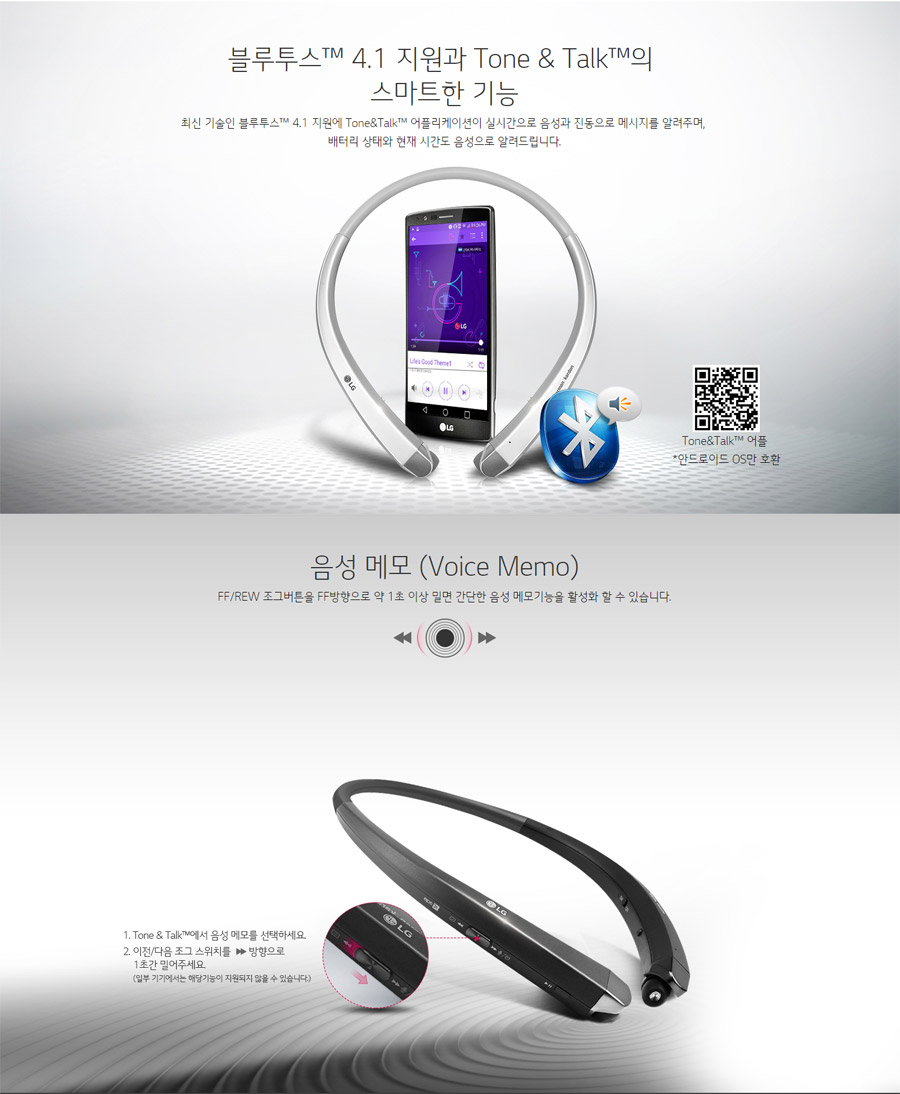 블루투스™ 4.1 지원과 Tone & Talk™의
스마트한 기능
최신 기술인 블루투스™ 4.1 지원에 Tone&Talk™ 어플리케이션이 실시간으로 음성과 진동으로 메시지를 알려주며,
배터리 상태와 현재 시간도 음성으로 알려드립니다.
LG
Life's Good Theme1
LG
LG
Tone&Talk™ 어플
*안드로이드 OS만 호환
음성 메모 (Voice Memo)
FF/REW 조그버튼을 FF방향으로 약 1초 이상 밀면 간단한 음성 메모기능을 활성화 할 수 있습니다.
LG
LG
1. Tone & Talk™에서 음성 메모를 선택하세요.
2. 이전/다음 조그 스위치를 ▶▶ 방향으로
1초간 밀어주세요.
(일부 기기에서는 해당기능이 지원되지 않을 수 있습니다.)